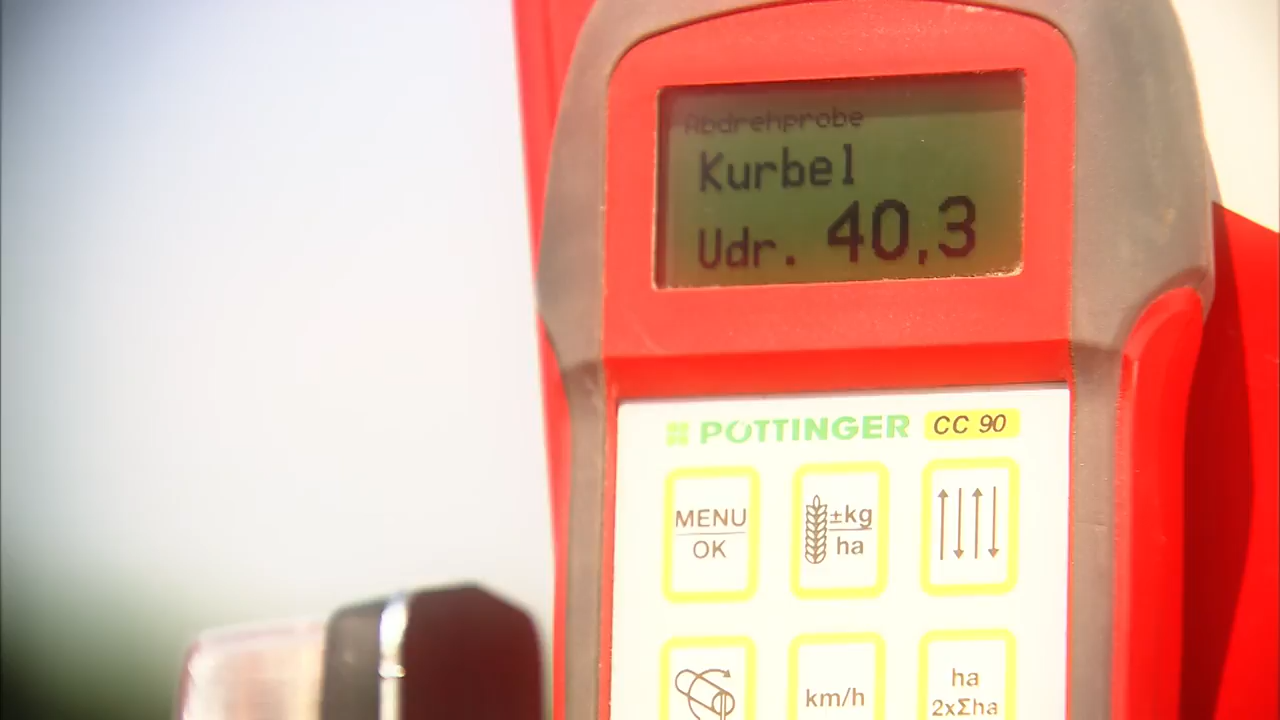 Abdrehprobe
Kurbel
Udr. 40,3
PÖTTINGER CC 90
MENU
OK
±kg
ha
km/h
ha
2xΣha